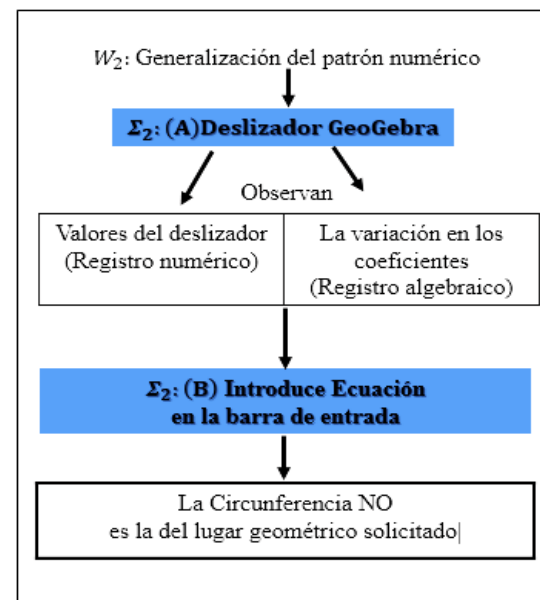 W₂: Generalización del patrón numérico
Σ₂: (A)Deslizador GeoGebra
Observan
Valores del deslizador
(Registro numérico)
La variación en los
coeficientes
(Registro algebraico)
Σ₂: (B) Introduce Ecuación
en la barra de entrada
La Circunferencia NO
es la del lugar geométrico solicitado